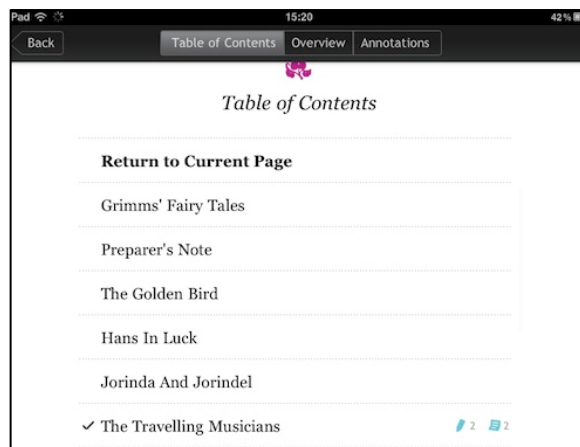 Pad 15:20 42%
Back Table of Contents Overview Annotations
Table of Contents
Return to Current Page
Grimms' Fairy Tales
Preparer's Note
The Golden Bird
Hans In Luck
Jorinda And Jorindel
The Travelling Musicians 2 2